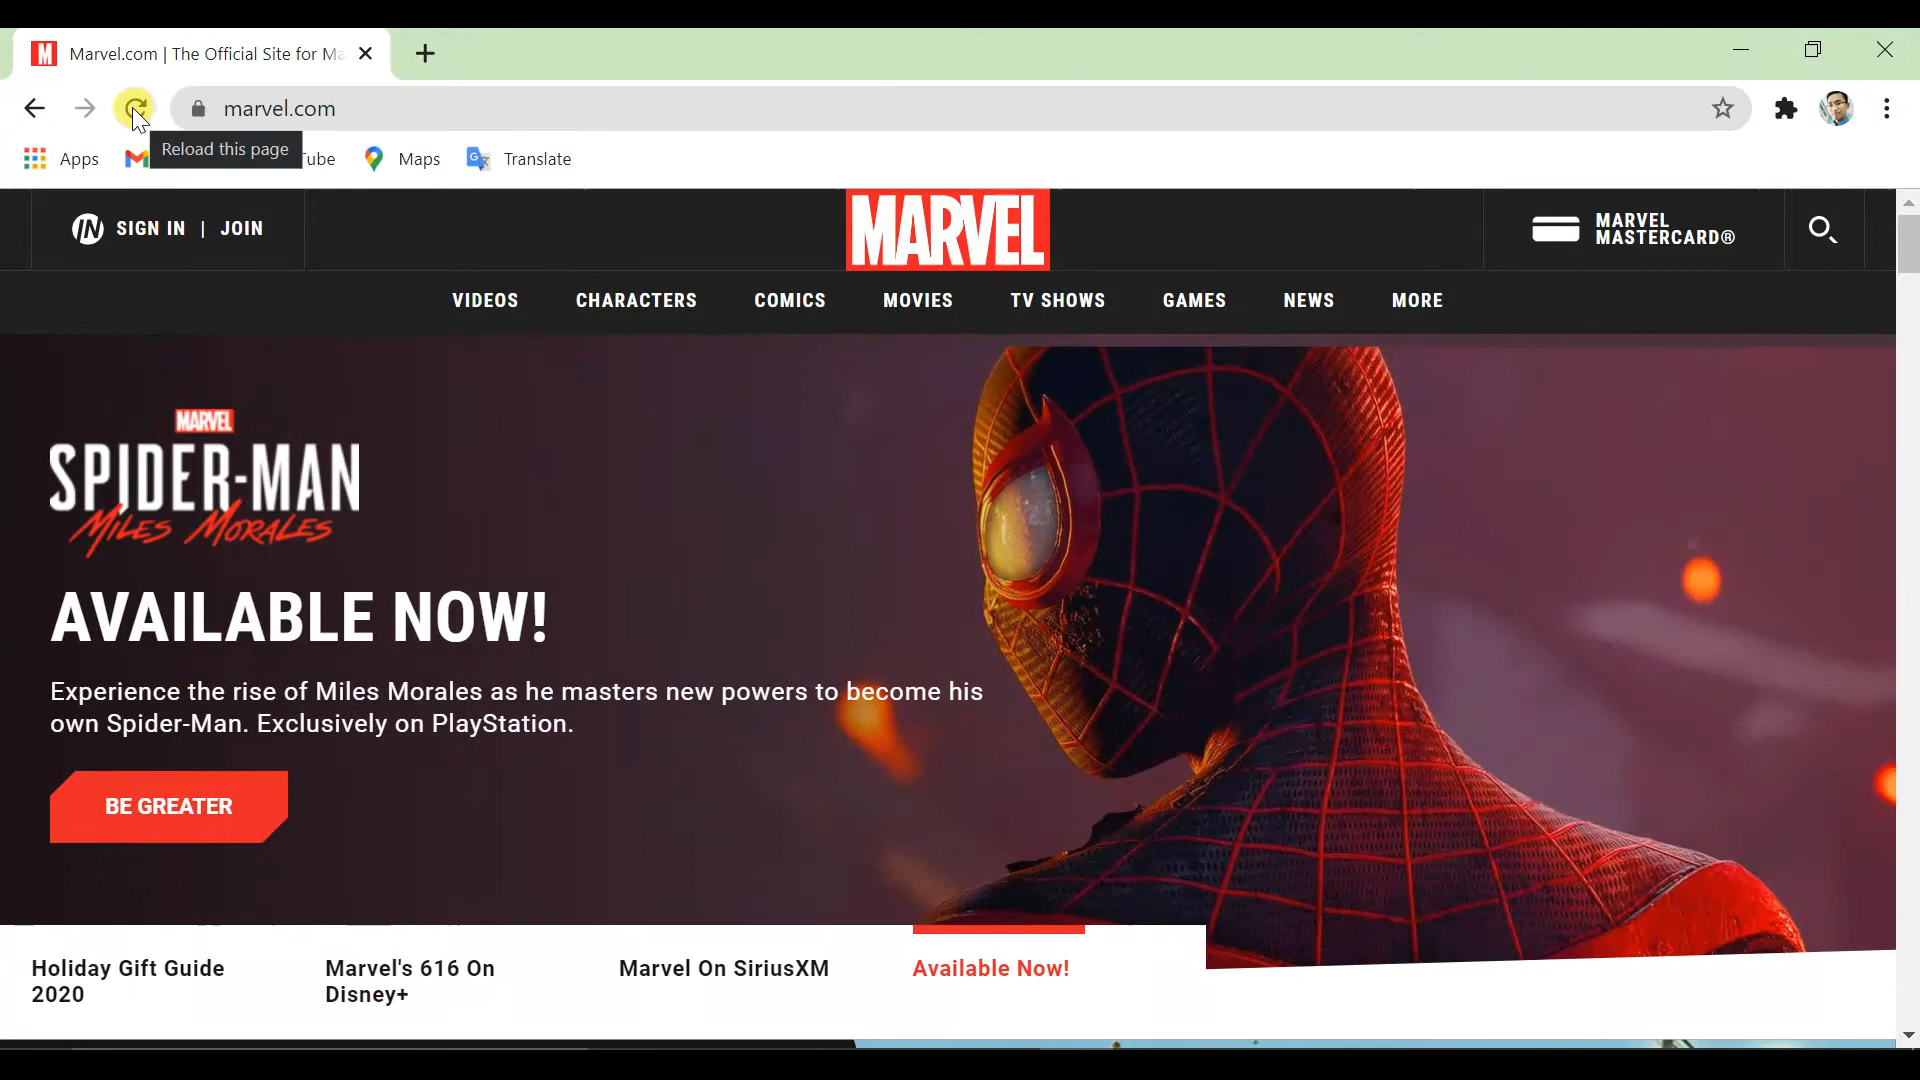 Marvel.com | The Official Site for Ma
marvel.com
Reload this page
Apps
ube
Maps
Translate
IN SIGN IN | JOIN
MARVEL
MARVEL
MASTERCARD®
VIDEOS CHARACTERS COMICS MOVIES TV SHOWS GAMES NEWS MORE
MARVEL
SPIDER-MAN
MILES MORALES
AVAILABLE NOW!
Experience the rise of Miles Morales as he masters new powers to become his
own Spider-Man. Exclusively on PlayStation.
BE GREATER
Holiday Gift Guide
2020
Marvel's 616 On
Disney+
Marvel On SiriusXM
Available Now!